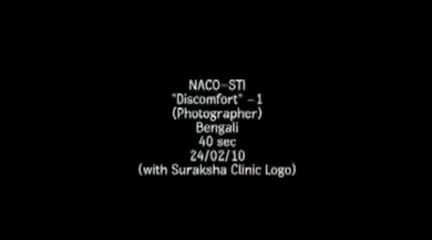 NACO-STI
"Discomfort" -1
(Photographer)
Bengali
40 sec
24/02/10
(with Suraksha Clinic Logo)